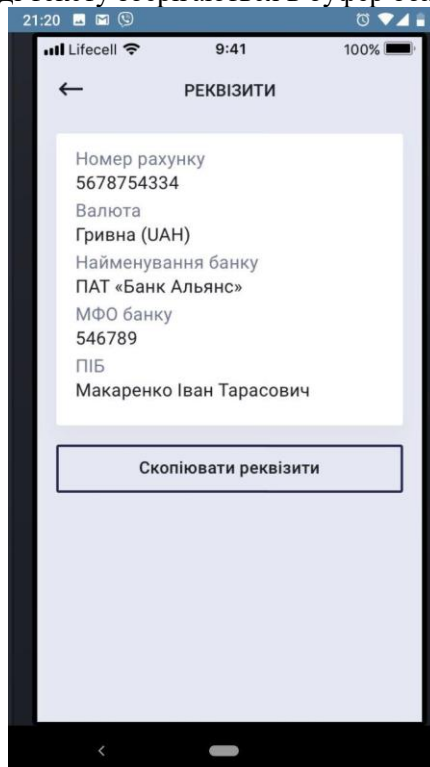 21:20
Lifecell 9:41 100%
РЕКВІЗИТИ
Номер рахунку
5678754334
Валюта
Гривна (UAH)
Найменування банку
ПАТ «Банк Альянс»
МФО банку
546789
ПІБ
Макаренко Іван Тарасович
Скопіювати реквізити